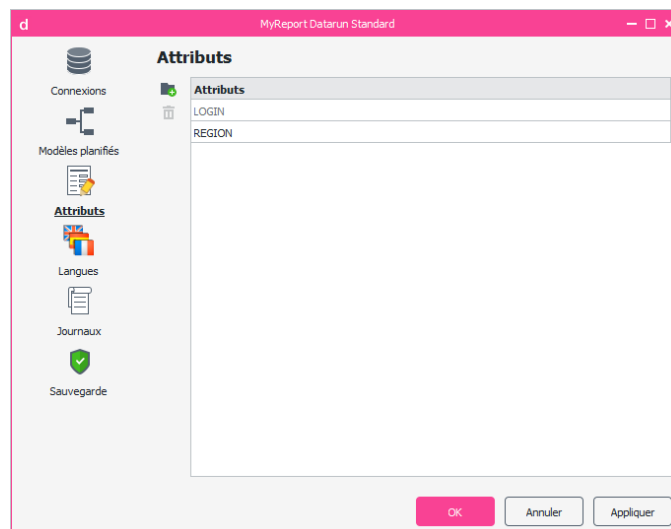 d
MyReport Datarun Standard
Connexions
Modèles planifiés
Attributs
Langues
Journaux
Sauvegarde
Attributs
Attributs
LOGIN
REGION
OK
Annuler
Appliquer